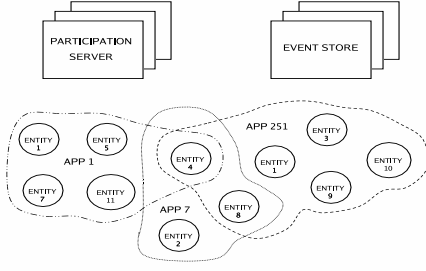 PARTICIPATION
SERVER
EVENT STORE
APP 251
ENTITY
3
ENTITY
1
ENTITY
5
APP 1
ENTITY
4
ENTITY
1
ENTITY
10
ENTITY
7
ENTITY
11
ENTITY
9
APP 7
ENTITY
8
ENTITY
2